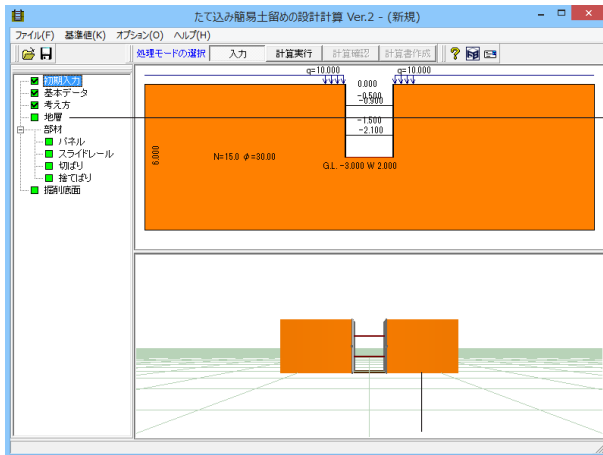 たて込み簡易土留めの設計計算 Ver.2 - (新規)
ファイル(F) 基準値(K) オプション(O) ヘルプ(H)
処理モードの選択 入力 計算実行 計算確認 計算書作成
初期入力
基本データ
考え方
地層
部材
パネル
スライドレール
切ばり
捨てばり
掘削底面
q=10.000 q=10.000
0.000
-0.500
-0.900
-1.500
-2.100
6.000
N=15.0 φ=30.00
G.L. -3.000 W 2.000